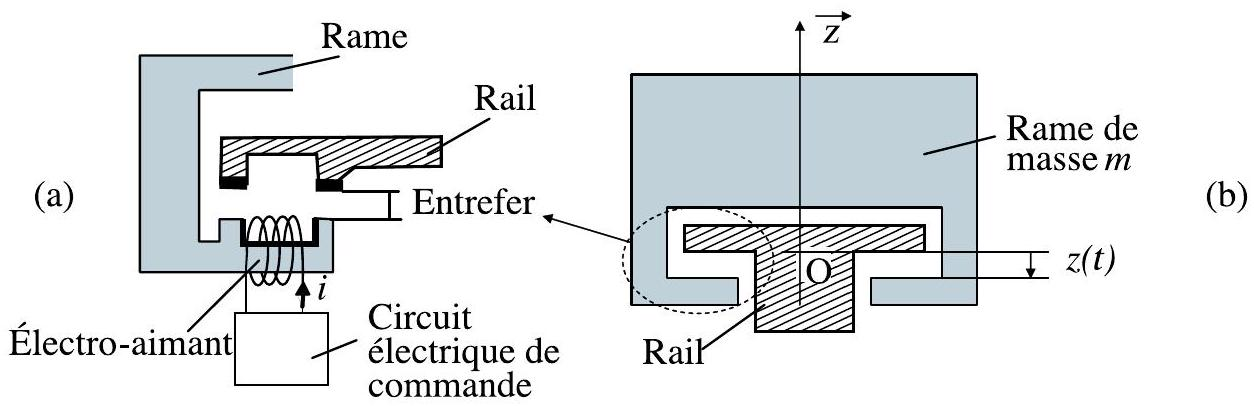 Rame
Rail
(a)
Entrefer
i
Électro-aimant
Circuit
électrique de
commande
z
Rame de
masse m
(b)
O
z(t)
Rail